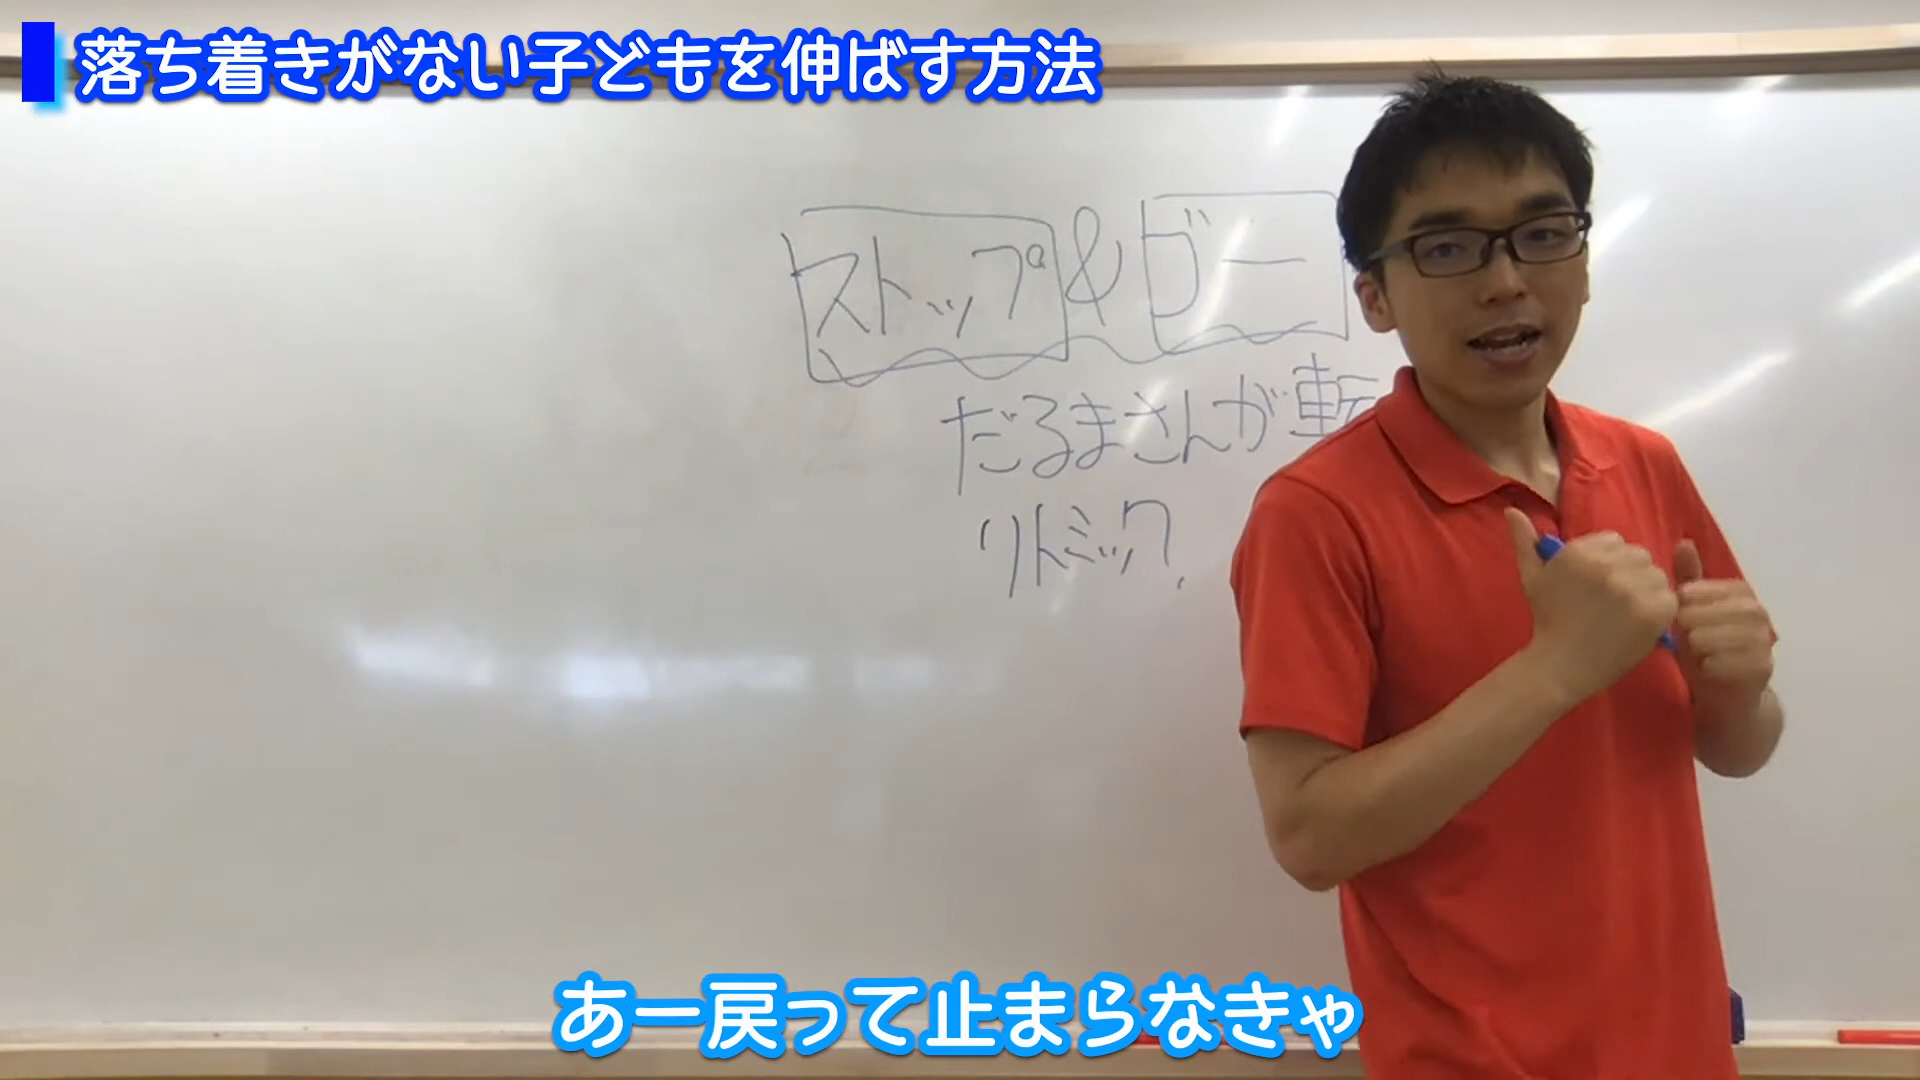 落ち着きがない子どもを伸ばす方法
ストップ&ゴー
だるまさんが転
リトミック
あー戻って止まらなきゃ